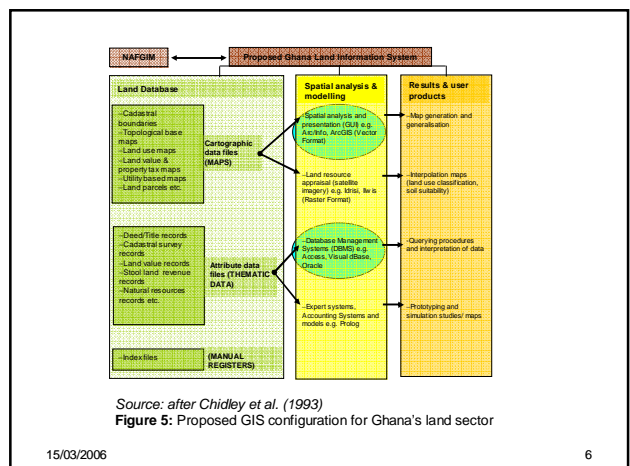 6
NAFGIM
Proposed Ghana Land Information System
Land Database
–Cadastral
boundaries
–Topological base
maps
–Land use maps
–Land value &
property tax maps
–Utility based maps
–Land parcels etc.
Cartographic
data files
(MAPS)
–Deed/Title records
–Cadastral survey
records
–Land value records
–Stool land revenue
records
–Natural resources
records etc.
Attribute data
files (THEMATIC
DATA)
–Index files
(MANUAL
REGISTERS)
Spatial analysis &
modelling
–Spatial analysis and
presentation (GUI) e.g.
Arc/Info, ArcGIS (Vector
Format)
–Land resource
appraisal (satellite
imagery) e.g. Idrisi, Ilwis
(Raster Format)
–Database Management
Systems (DBMS) e.g.
Access, Visual dBase,
Oracle
–Expert systems,
Accounting Systems and
models e.g. Prolog
Results & user
products
–Map generation and
generalisation
–Interpolation maps
(land use classification,
soil suitability)
–Querying procedures
and interpretation of data
–Prototyping and
simulation studies/ maps
Source: after Chidley et al. (1993)
Figure 5: Proposed GIS configuration for Ghana's land sector
15/03/2006
6